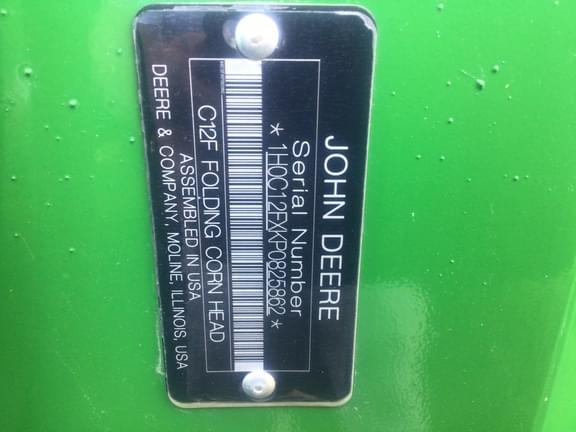 JOHN DEERE
Serial Number
*1H0C12FXKP0825862*
C12F FOLDING CORN HEAD
ASSEMBLED IN USA
DEERE & COMPANY, MOLINE, ILLINOIS, USA